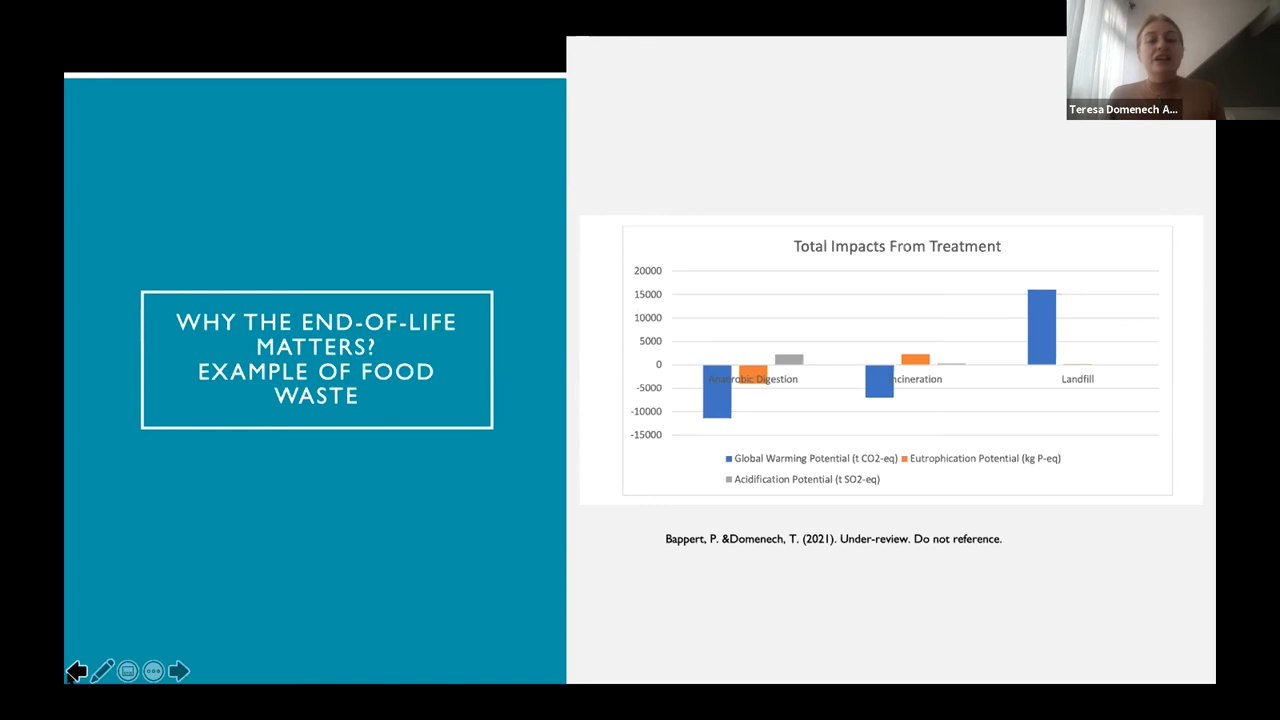 Teresa Domenech A...
WHY THE END-OF-LIFE
MATTERS?
EXAMPLE OF FOOD
WASTE
Total Impacts From Treatment
20000
15000
10000
5000
0
-5000
-10000
-15000
Anaerobic Digestion
Incineration
Landfill
Global Warming Potential (t CO2-eq)
Eutrophication Potential (kg P-eq)
Acidification Potential (t SO2-eq)
Bappert, P. &Domenech, T. (2021). Under-review. Do not reference.